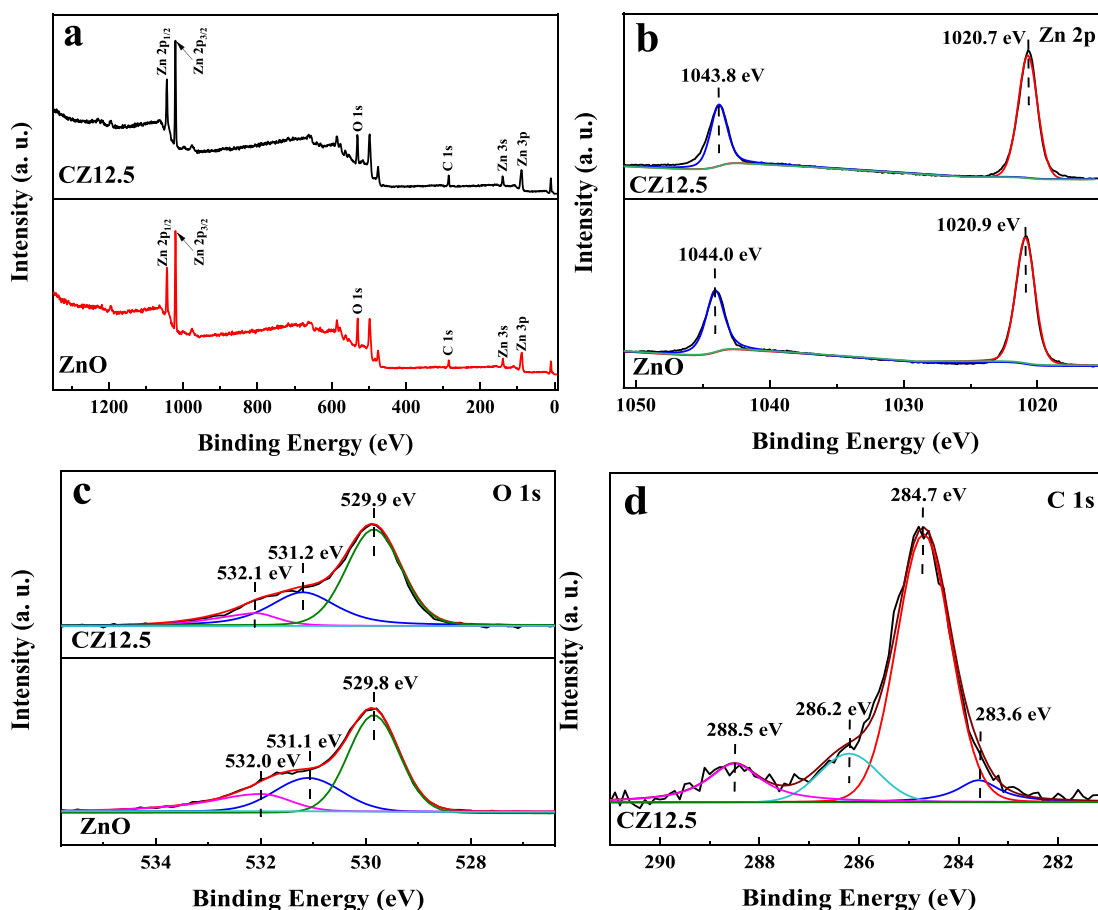 a
Zn 2p1/2
Zn 2p3/2
O 1s
C 1s
Zn 3s
Zn 3p
CZ12.5
Zn 2p1/2
Zn 2p3/2
O 1s
C 1s
Zn 3s
Zn 3p
ZnO
1200 1000 800 600 400 200 0
Binding Energy (eV)
Intensity (a. u.)
b
1020.7 eV Zn 2p
1043.8 eV
CZ12.5
1020.9 eV
1044.0 eV
ZnO
1050 1040 1030 1020
Binding Energy (eV)
Intensity (a. u.)
c
O 1s
529.9 eV
531.2 eV
532.1 eV
CZ12.5
529.8 eV
531.1 eV
532.0 eV
ZnO
534 532 530 528
Binding Energy (eV)
Intensity (a. u.)
d
284.7 eV
C 1s
286.2 eV
288.5 eV
283.6 eV
CZ12.5
290 288 286 284 282
Binding Energy (eV)
Intensity (a. u.)